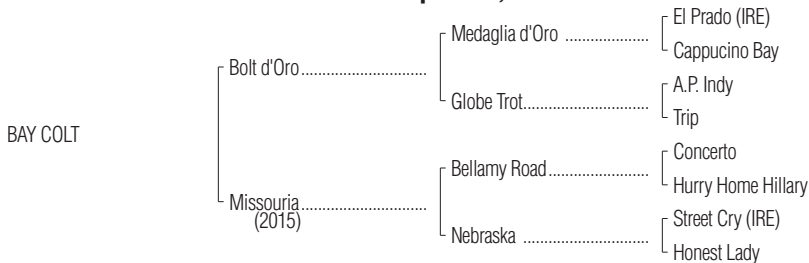 El Prado (IRE)
Medaglia d'Oro ..................
Cappucino Bay
Bolt d'Oro............................
A.P. Indy
Globe Trot...........................
Trip
BAY COLT
Concerto
Bellamy Road......................
Hurry Home Hillary
Missouria............................
(2015)
Street Cry (IRE)
Nebraska ...........................
Honest Lady